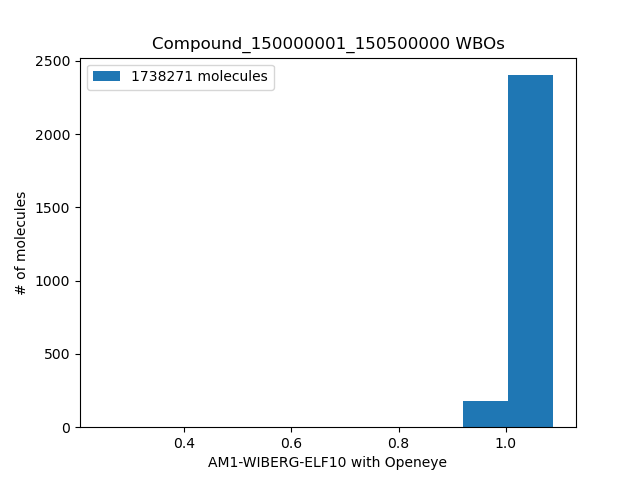 Compound_150000001_150500000 WBOs
1738271 molecules
2500
2000
1500
1000
500
0
# of molecules
0.4 0.6 0.8 1.0
AM1-WIBERG-ELF10 with Openeye